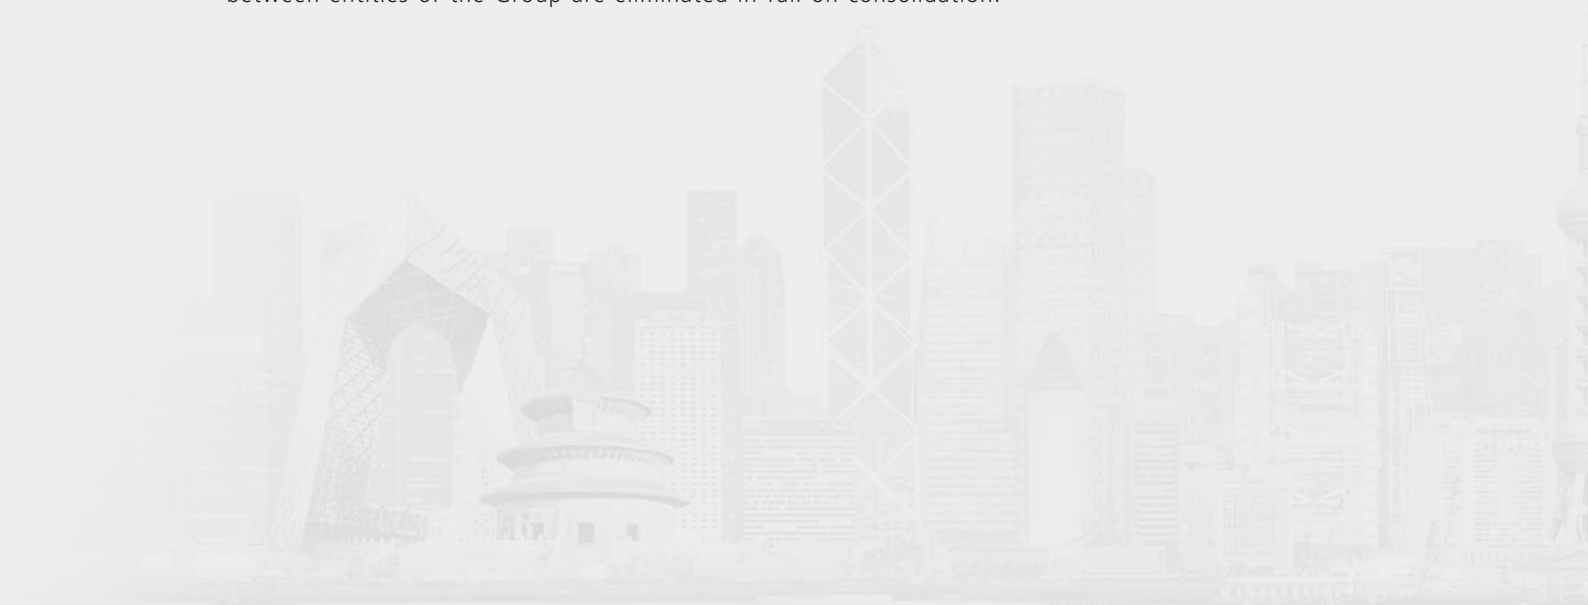 between entities of the Group are eliminated in full on consolidation.